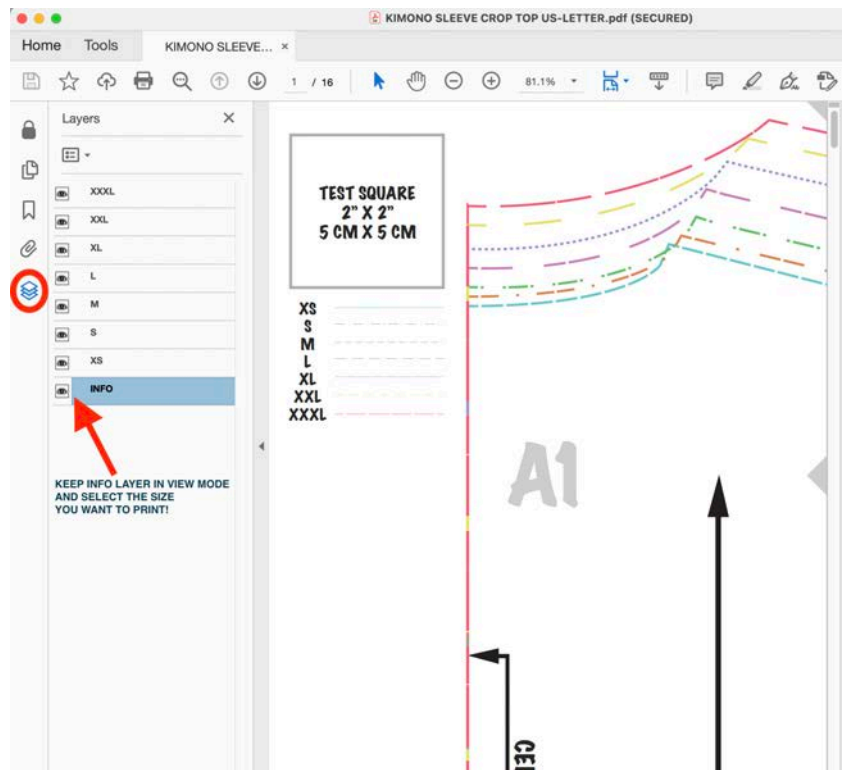 KIMONO SLEEVE CROP TOP US-LETTER.pdf (SECURED)
Home Tools KIMONO SLEEVE... ×
1 / 16 81.1%
Layers ×
XXXL
XXL
XL
L
M
S
XS
INFO
KEEP INFO LAYER IN VIEW MODE
AND SELECT THE SIZE
YOU WANT TO PRINT!
TEST SQUARE
2" X 2"
5 CM X 5 CM
XS
S
M
L
XL
XXL
XXXL
A1